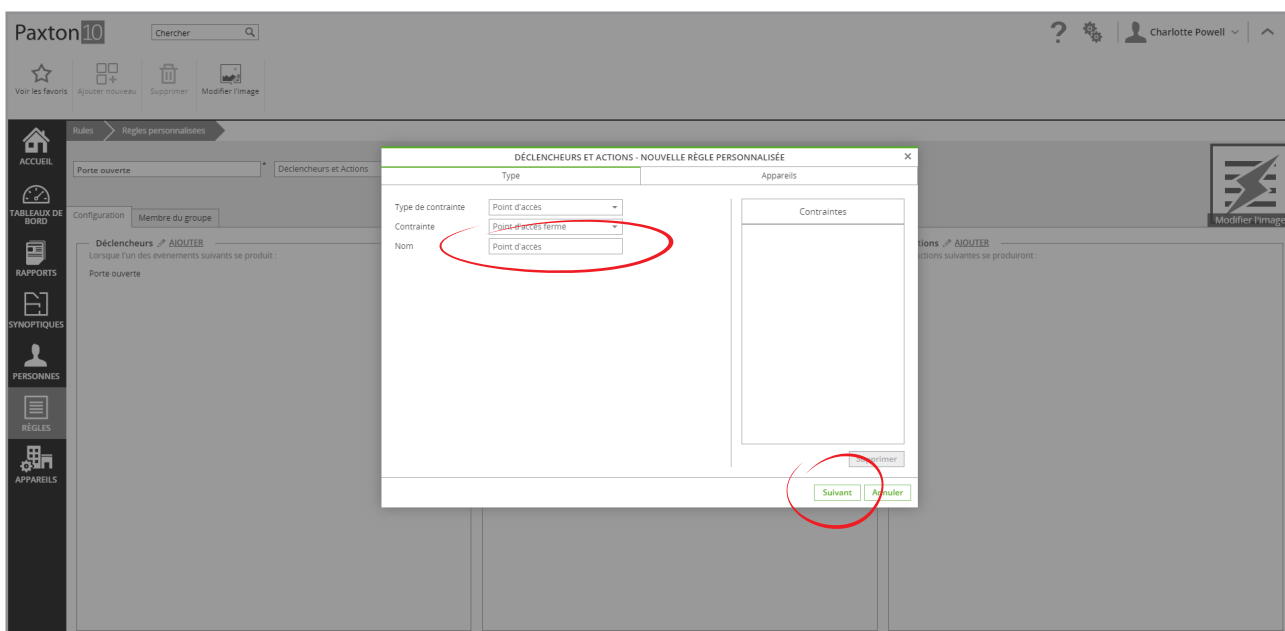 Paxton10
Chercher
Charlotte Powell
Voir les favoris
Ajouter nouveau
Supprimer
Modifier l'image
Rules
Règles personnalisées
ACCUEIL
TABLEAUX DE
BORD
RAPPORTS
SYNOPTIQUES
PERSONNES
RÈGLES
APPAREILS
Porte ouverte
*
Déclencheurs et Actions
Modifier l'image
Configuration
Membre du groupe
Déclencheurs AJOUTER
Lorsque l'un des évènements suivants se produit :
Porte ouverte
tions AJOUTER
ctions suivantes se produiront :
DÉCLENCHEURS ET ACTIONS - NOUVELLE RÈGLE PERSONNALISÉE
Type
Appareils
Type de contrainte
Point d'accès
Contrainte
Point d'accès fermé
Nom
Point d'accès
Contraintes
Supprimer
Suivant
Annuler